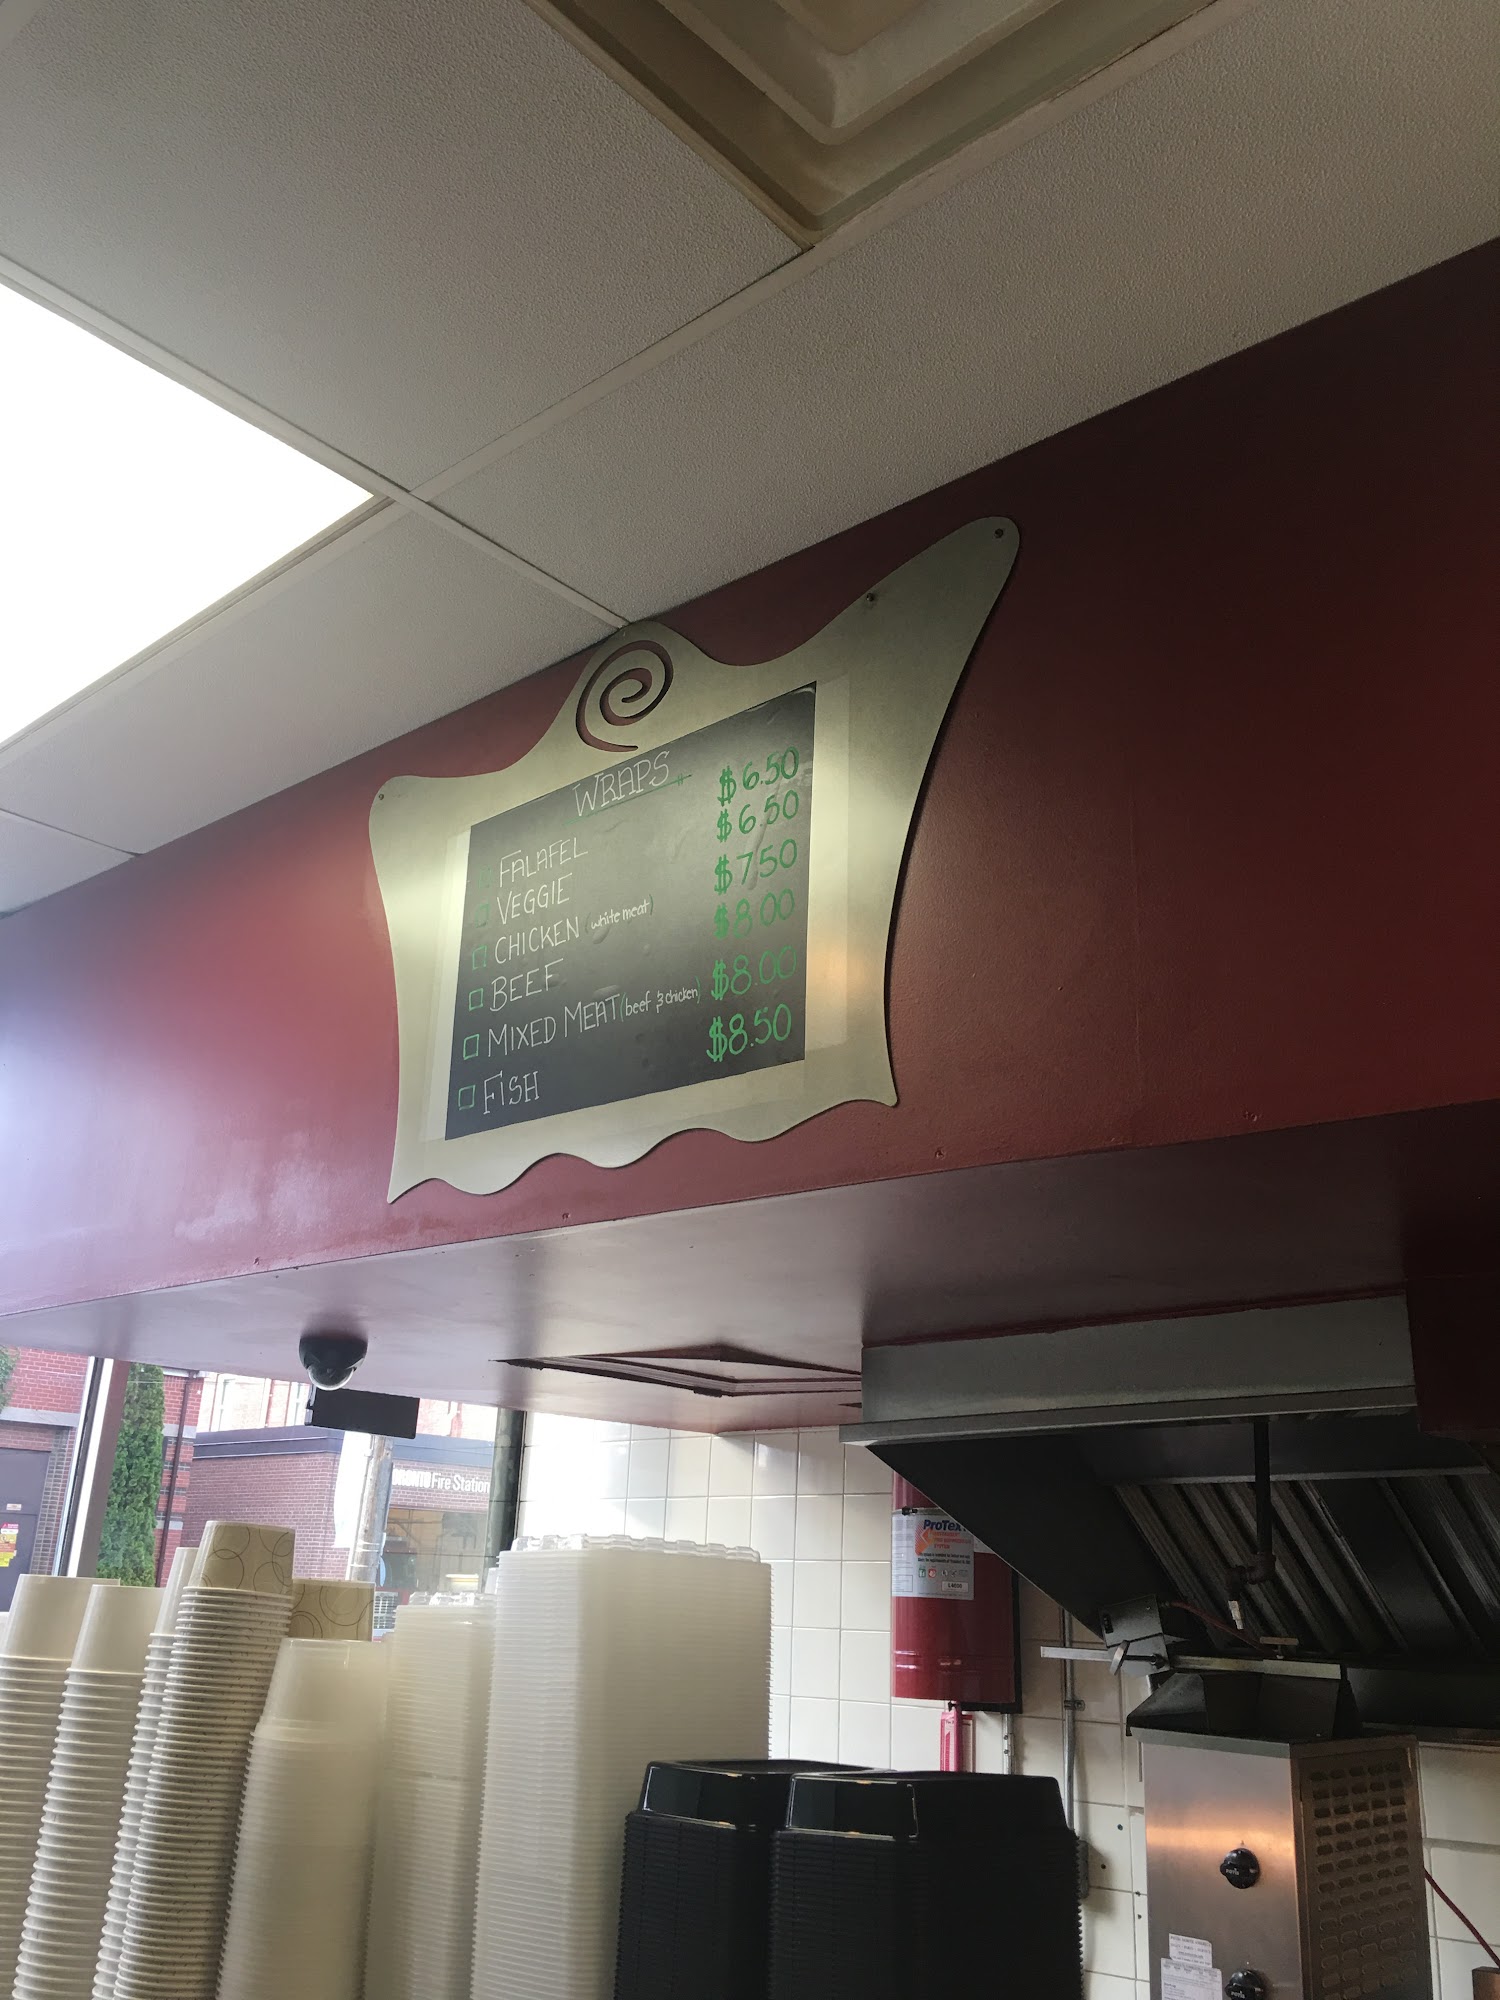 WRAPS
FALAFEL $6.50
VEGGIE $6.50
CHICKEN (white meat) $7.50
BEEF $8.00
MIXED MEAT (beef & chicken) $8.00
FISH $8.50
Fire Station
ProTex